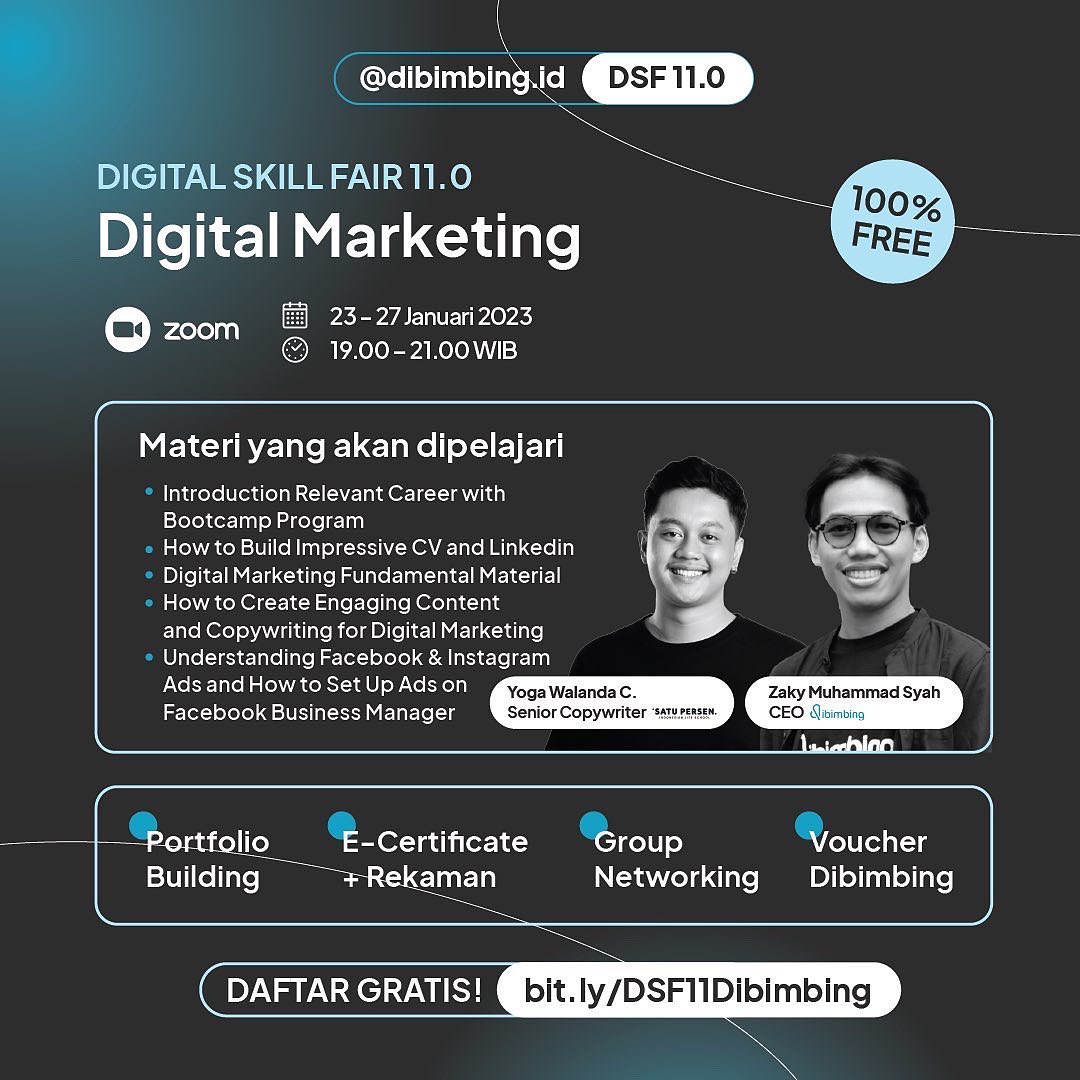 @dibimbing.id DSF 11.0
DIGITAL SKILL FAIR 11.0
Digital Marketing
100%
FREE
zoom
23 – 27 Januari 2023
19.00 – 21.00 WIB
Materi yang akan dipelajari
Introduction Relevant Career with
Bootcamp Program
How to Build Impressive CV and Linkedin
Digital Marketing Fundamental Material
How to Create Engaging Content
and Copywriting for Digital Marketing
Understanding Facebook & Instagram
Ads and How to Set Up Ads on
Facebook Business Manager
Yoga Walanda C.
Senior Copywriter SATU PERSEN.
INDONESIAN LIFE SCHOOL
Zaky Muhammad Syah
CEO dibimbing
dibimbing
Portfolio
Building
E-Certificate
+ Rekaman
Group
Networking
Voucher
Dibimbing
DAFTAR GRATIS! bit.ly/DSF11Dibimbing